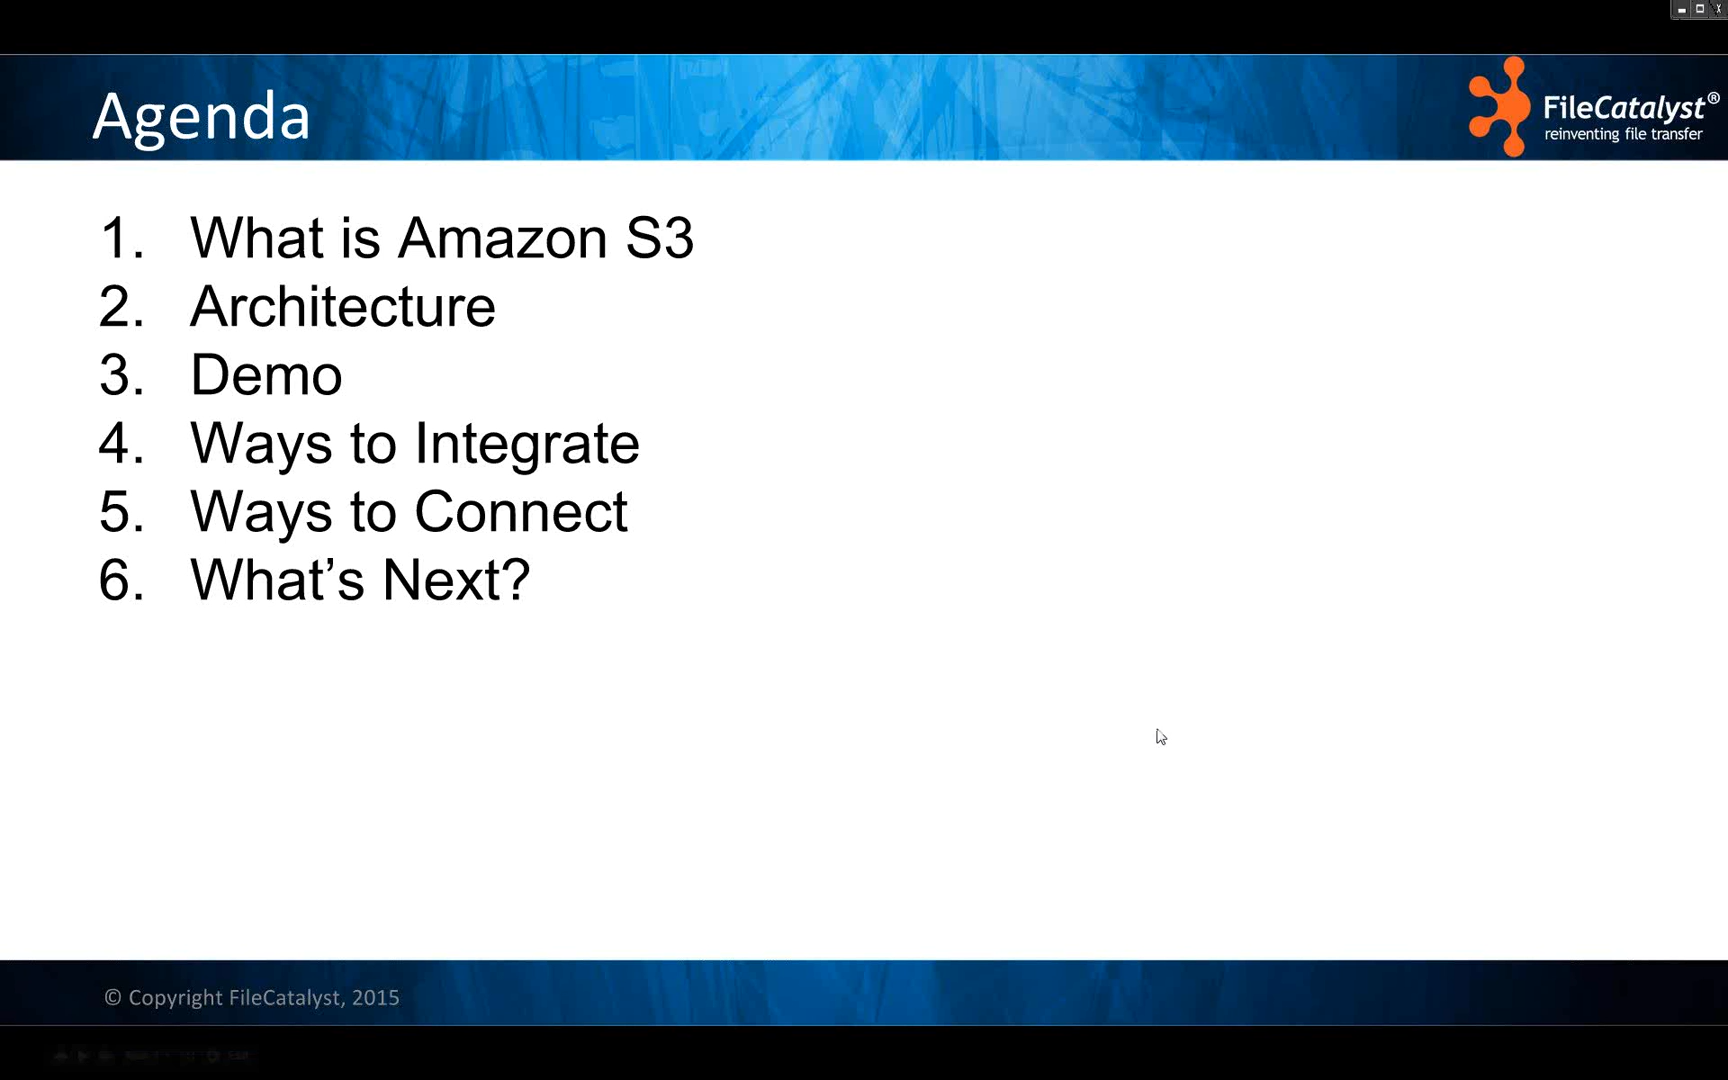 Agenda
FileCatalyst®
reinventing file transfer
1. What is Amazon S3
2. Architecture
3. Demo
4. Ways to Integrate
5. Ways to Connect
6. What’s Next?
© Copyright FileCatalyst, 2015